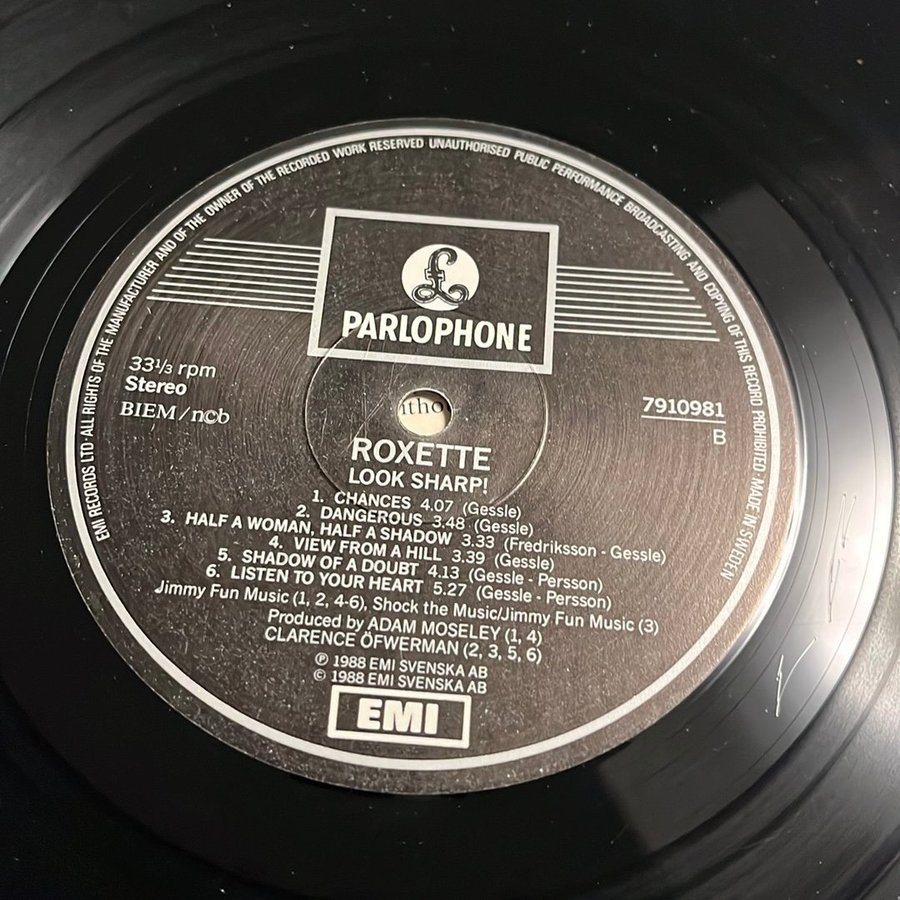 EMI RECORDS LTD·ALL RIGHTS OF THE MANUFACTURER AND OF THE OWNER OF THE RECORDED WORK RESERVED UNAUTHORISED PUBLIC PERFORMANCE BROADCASTING AND COPYING OF THIS RECORD PROHIBITED·MADE IN SWEDEN
£
PARLOPHONE
33 1/3 rpm
Stereo
BIEM/n©b
itho
7910981
B
ROXETTE
LOOK SHARP!
1. CHANCES 4.07 (Gessle)
2. DANGEROUS 3.48 (Gessle)
3. HALF A WOMAN, HALF A SHADOW 3.33 (Fredriksson - Gessle)
4. VIEW FROM A HILL 3.39 (Gessle)
5. SHADOW OF A DOUBT 4.13 (Gessle - Persson)
6. LISTEN TO YOUR HEART 5.27 (Gessle - Persson)
Jimmy Fun Music (1, 2, 4-6), Shock the Music/Jimmy Fun Music (3)
Produced by ADAM MOSELEY (1, 4)
CLARENCE ÖFWERMAN (2, 3, 5, 6)
℗ 1988 EMI SVENSKA AB
© 1988 EMI SVENSKA AB
EMI